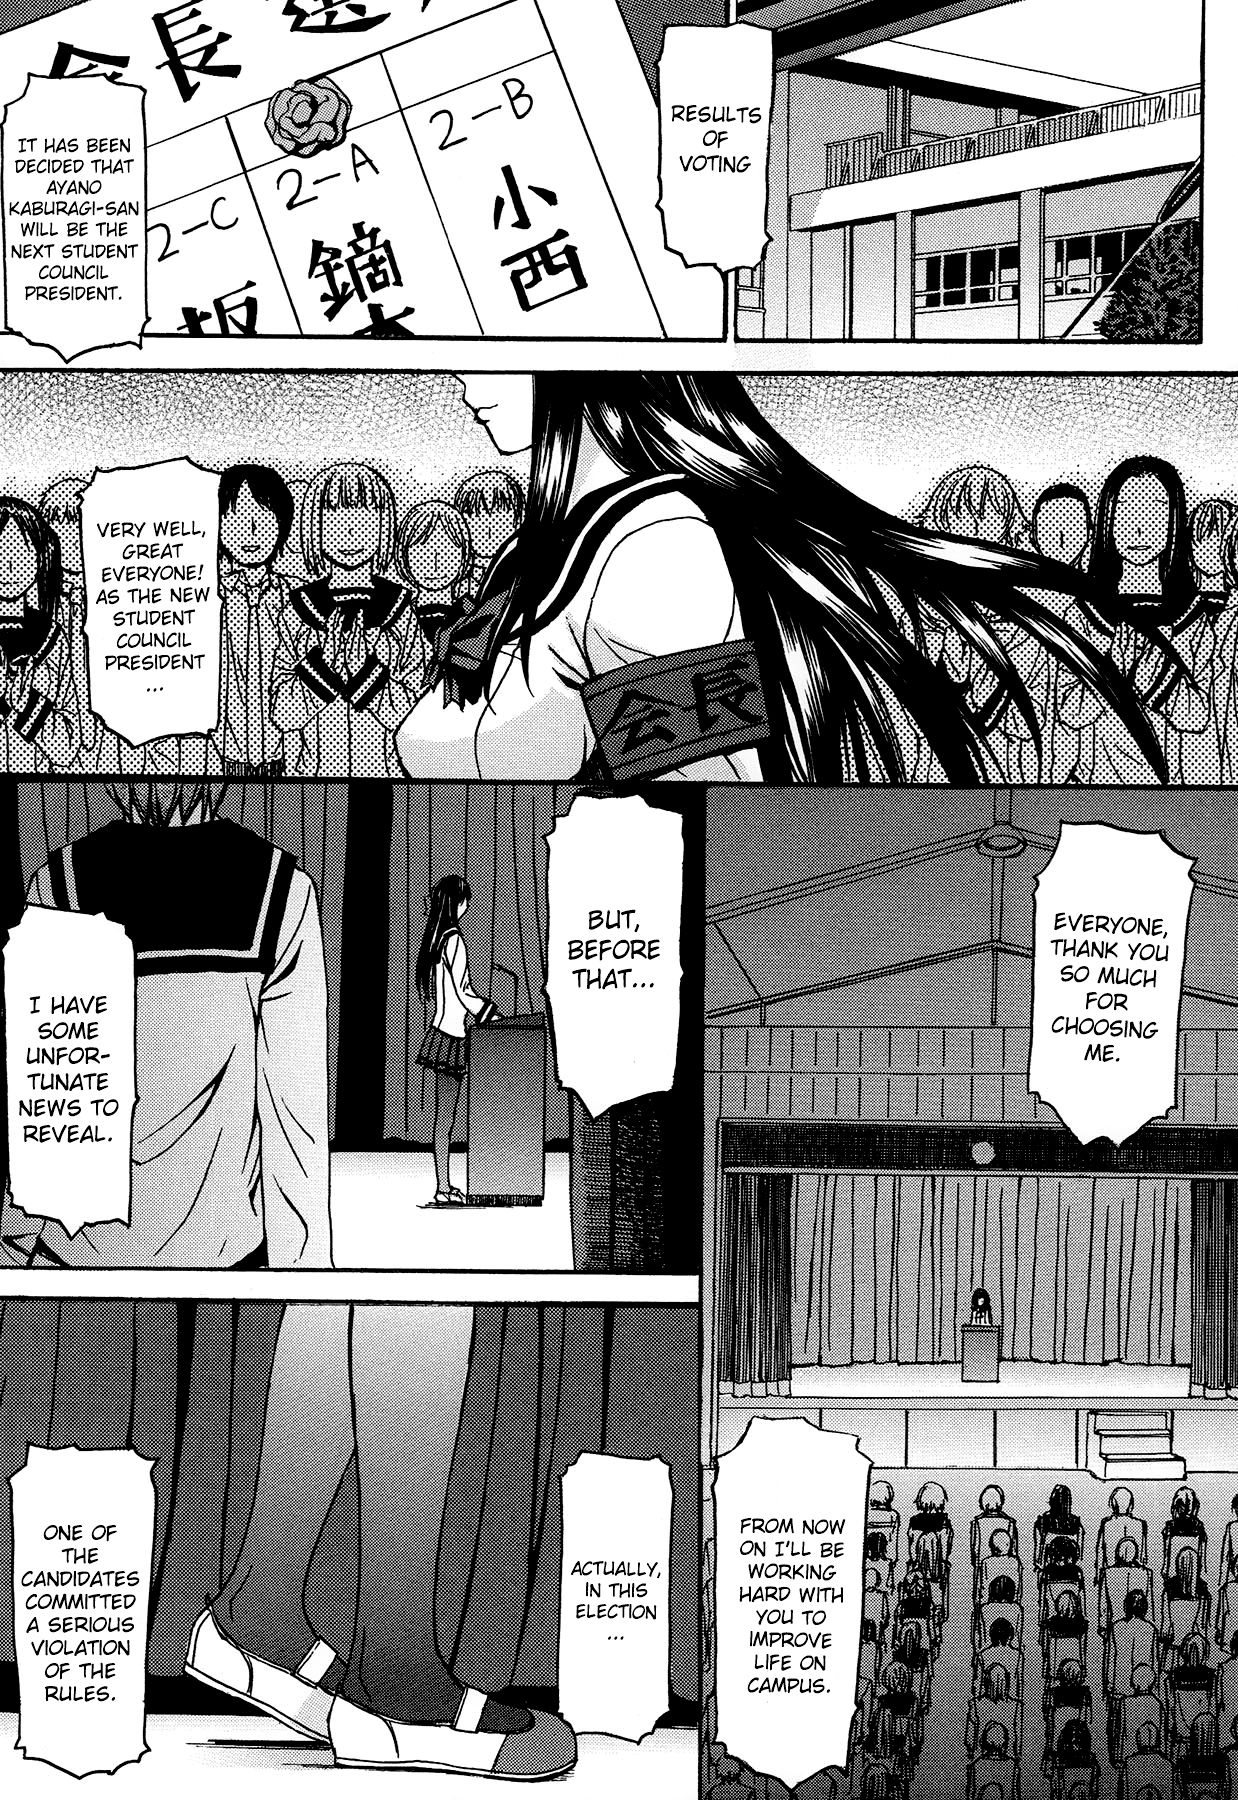 RESULTS
OF
VOTING
会長選
2-B
小西
2-A
鏑木
2-C
坂
IT HAS BEEN
DECIDED THAT
AYANO
KABURAGI-SAN
WILL BE THE
NEXT STUDENT
COUNCIL
PRESIDENT.
VERY WELL,
GREAT
EVERYONE!
AS THE NEW
STUDENT
COUNCIL
PRESIDENT
...
会長
EVERYONE,
THANK YOU
SO MUCH
FOR
CHOOSING
ME.
FROM NOW
ON I'LL BE
WORKING
HARD WITH
YOU TO
IMPROVE
LIFE ON
CAMPUS.
BUT,
BEFORE
THAT...
I HAVE
SOME
UNFOR-
TUNATE
NEWS TO
REVEAL.
ACTUALLY,
IN THIS
ELECTION
...
ONE OF
THE
CANDIDATES
COMMITTED
A SERIOUS
VIOLATION
OF THE
RULES.